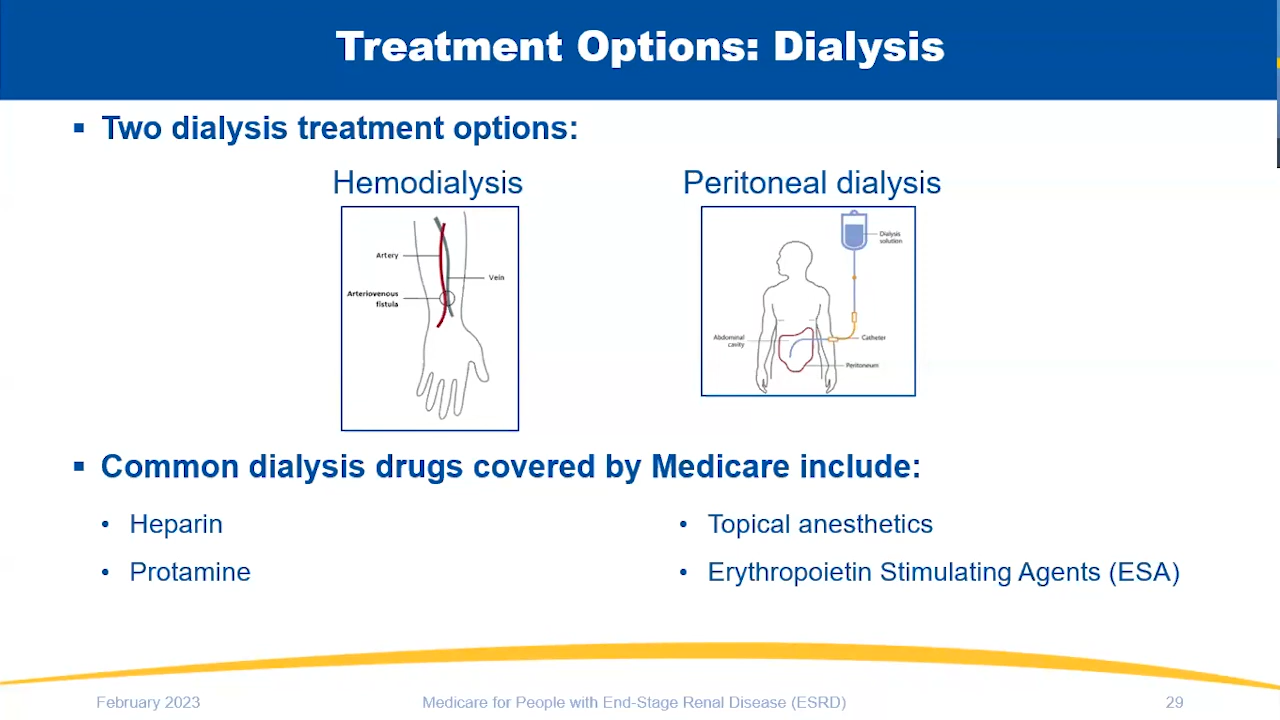 Treatment Options: Dialysis
▪ Two dialysis treatment options:
Hemodialysis
Artery
Vein
Arteriovenous
fistula
Peritoneal dialysis
Dialysis
solution
Abdominal
cavity
Catheter
Peritoneum
▪ Common dialysis drugs covered by Medicare include:
• Heparin
• Protamine
• Topical anesthetics
• Erythropoietin Stimulating Agents (ESA)
February 2023
Medicare for People with End-Stage Renal Disease (ESRD)
29